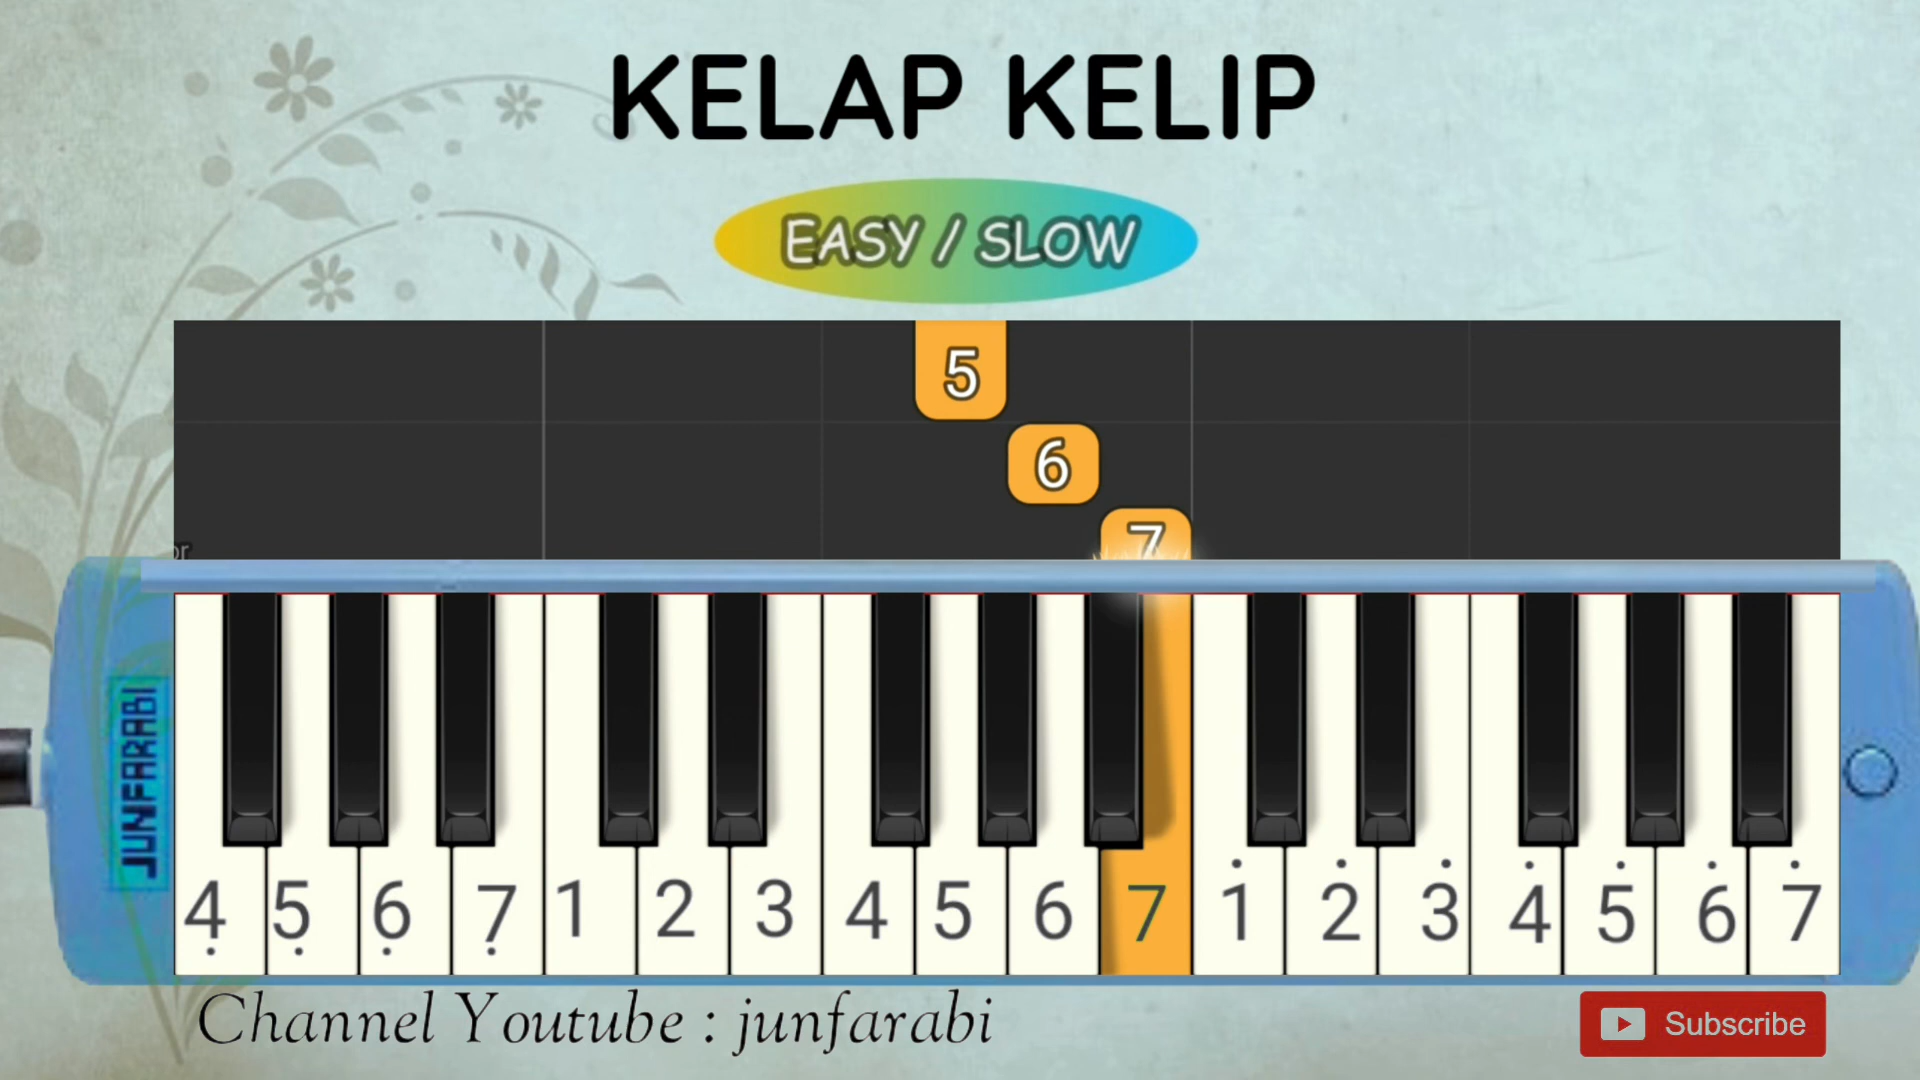 KELAP KELIP
EASY / SLOW
5
6
7
or
JUNFARABI
4̣ 5̣ 6̣ 7̣ 1 2 3 4 5 6 7 1̇ 2̇ 3̇ 4̇ 5̇ 6̇ 7̇
Channel Youtube : junfarabi
Subscribe